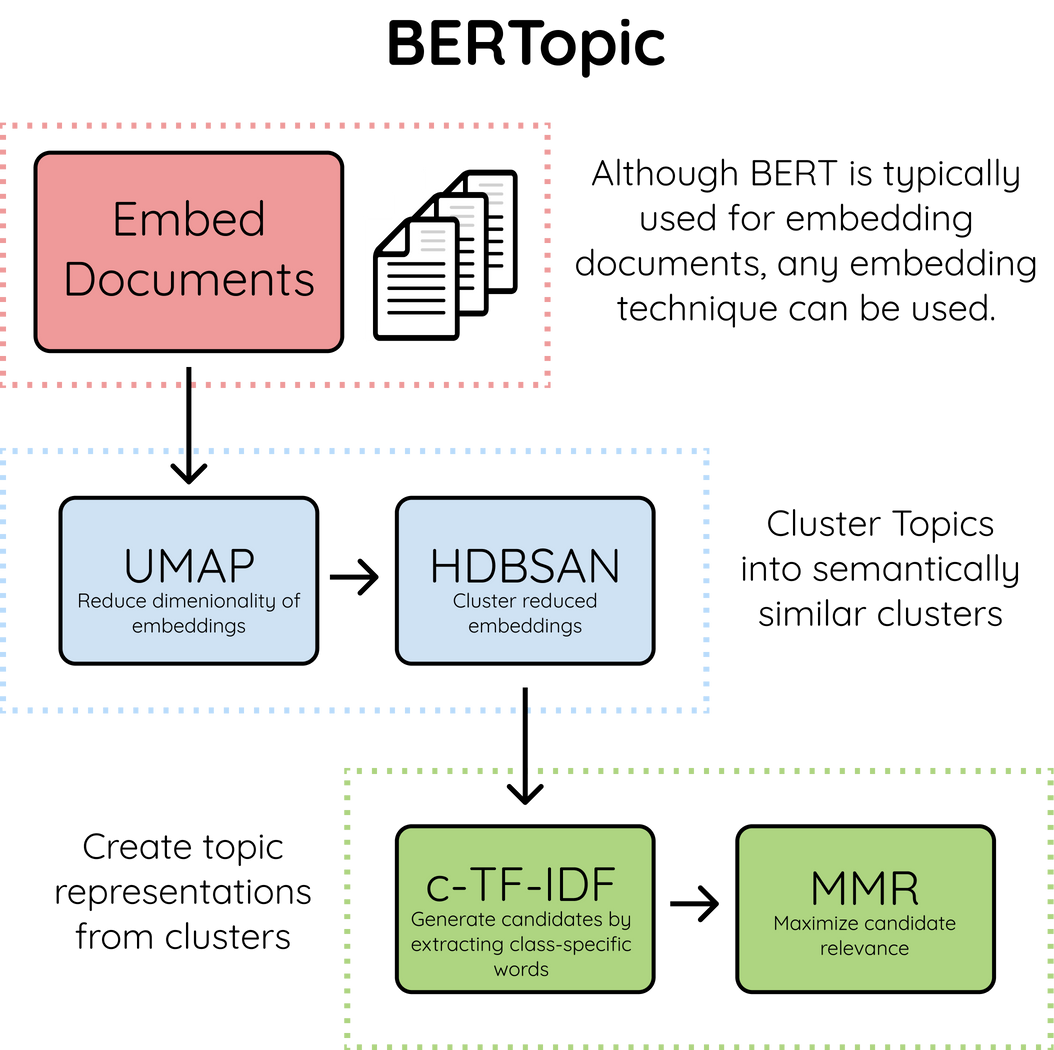 BERTopic
Embed
Documents
Although BERT is typically
used for embedding
documents, any embedding
technique can be used.
UMAP
Reduce dimenionality of
embeddings
HDBSAN
Cluster reduced
embeddings
Cluster Topics
into semantically
similar clusters
Create topic
representations
from clusters
c-TF-IDF
Generate candidates by
extracting class-specific
words
MMR
Maximize candidate
relevance